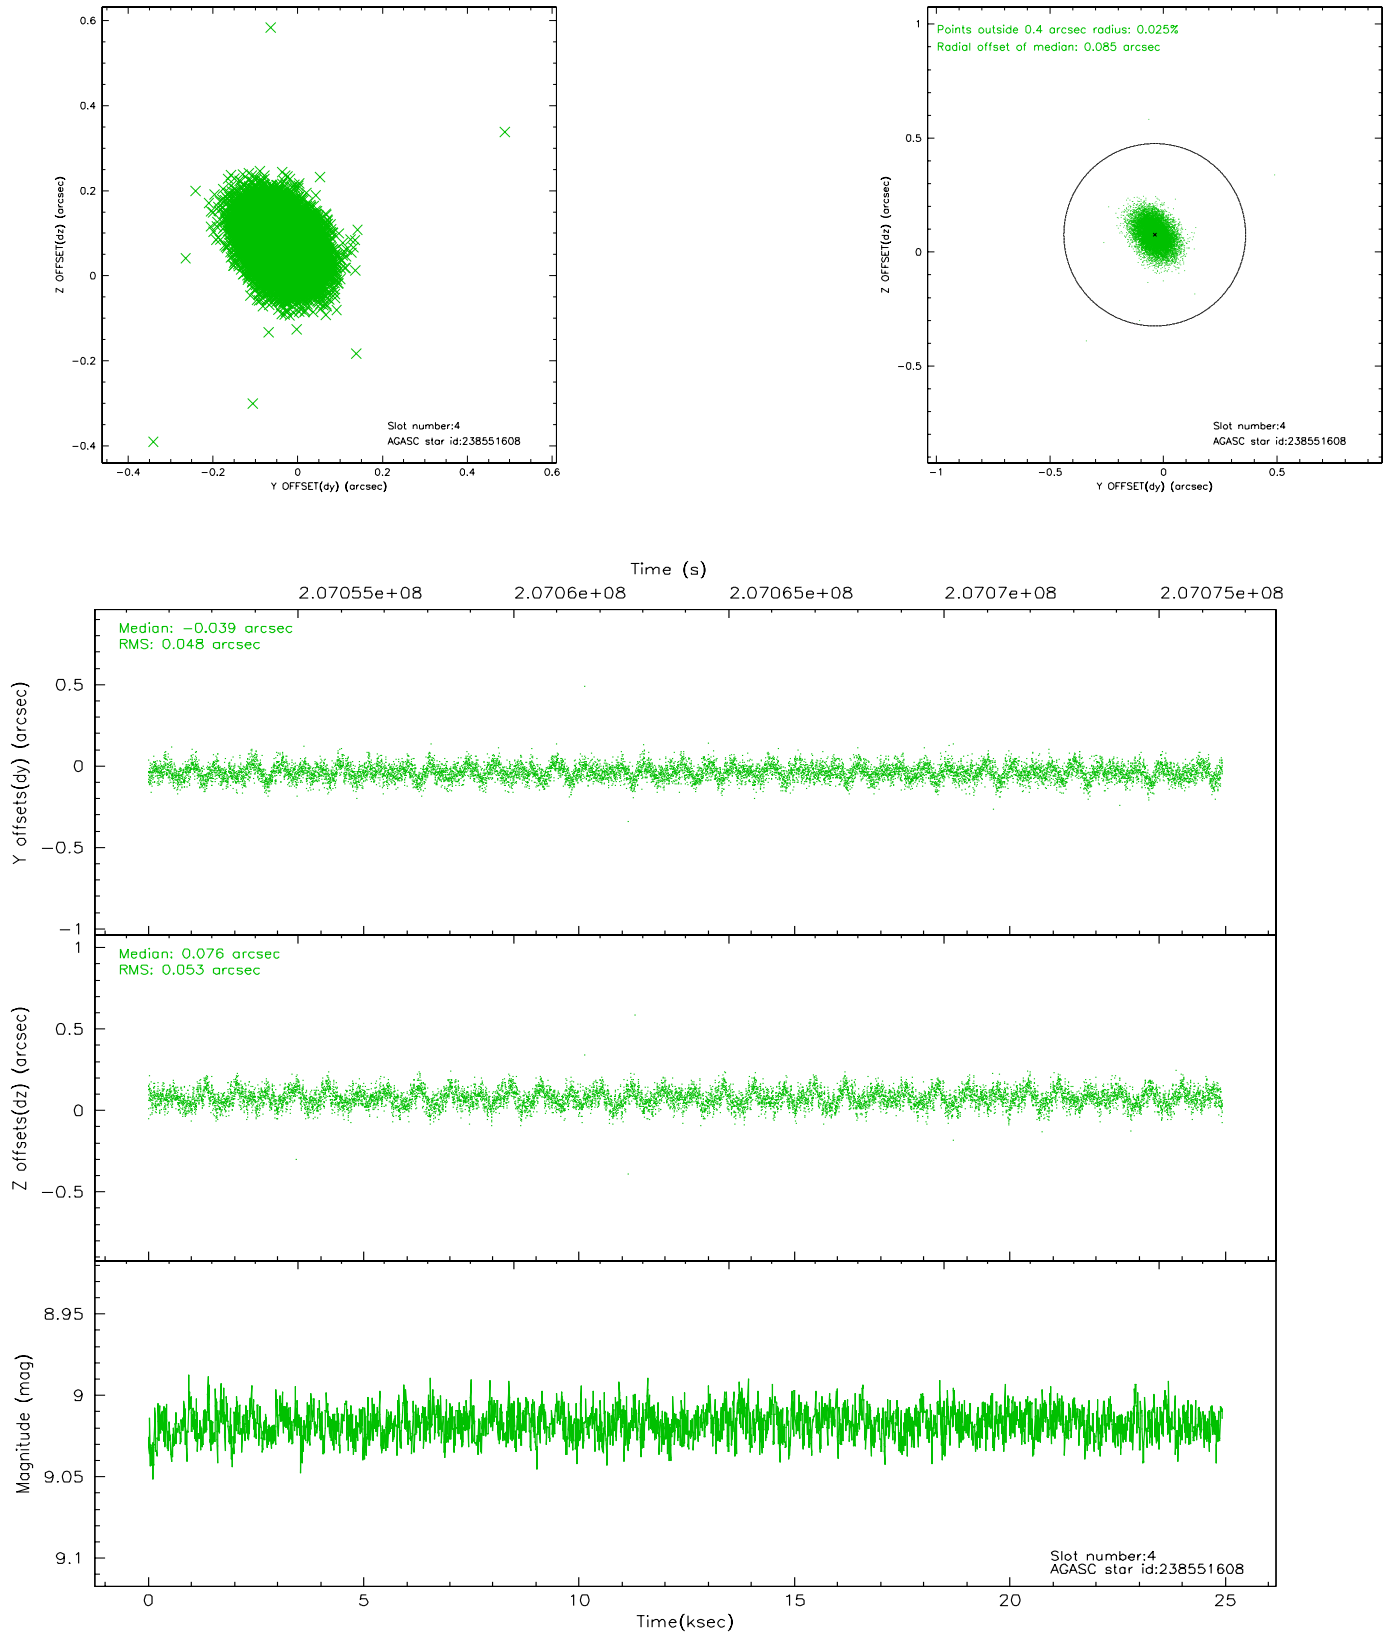 0.6
0.4
0.2
0
−0.2
−0.4
Z OFFSET(dz) (arcsec)
−0.4 −0.2 0 0.2 0.4 0.6
Y OFFSET(dy) (arcsec)
Slot number:4
AGASC star id:238551608
Points outside 0.4 arcsec radius: 0.025%
Radial offset of median: 0.085 arcsec
1
0.5
0
−0.5
Z OFFSET(dz) (arcsec)
−1 −0.5 0 0.5
Y OFFSET(dy) (arcsec)
Slot number:4
AGASC star id:238551608
Time (s)
2.07055e+08 2.0706e+08 2.07065e+08 2.0707e+08 2.07075e+08
Median: −0.039 arcsec
RMS: 0.048 arcsec
0.5
0
−0.5
−1
Y offsets(dy) (arcsec)
Median: 0.076 arcsec
RMS: 0.053 arcsec
1
0.5
0
−0.5
Z offsets(dz) (arcsec)
8.95
9
9.05
9.1
Magnitude (mag)
Slot number:4
AGASC star id:238551608
0 5 10 15 20 25
Time(ksec)